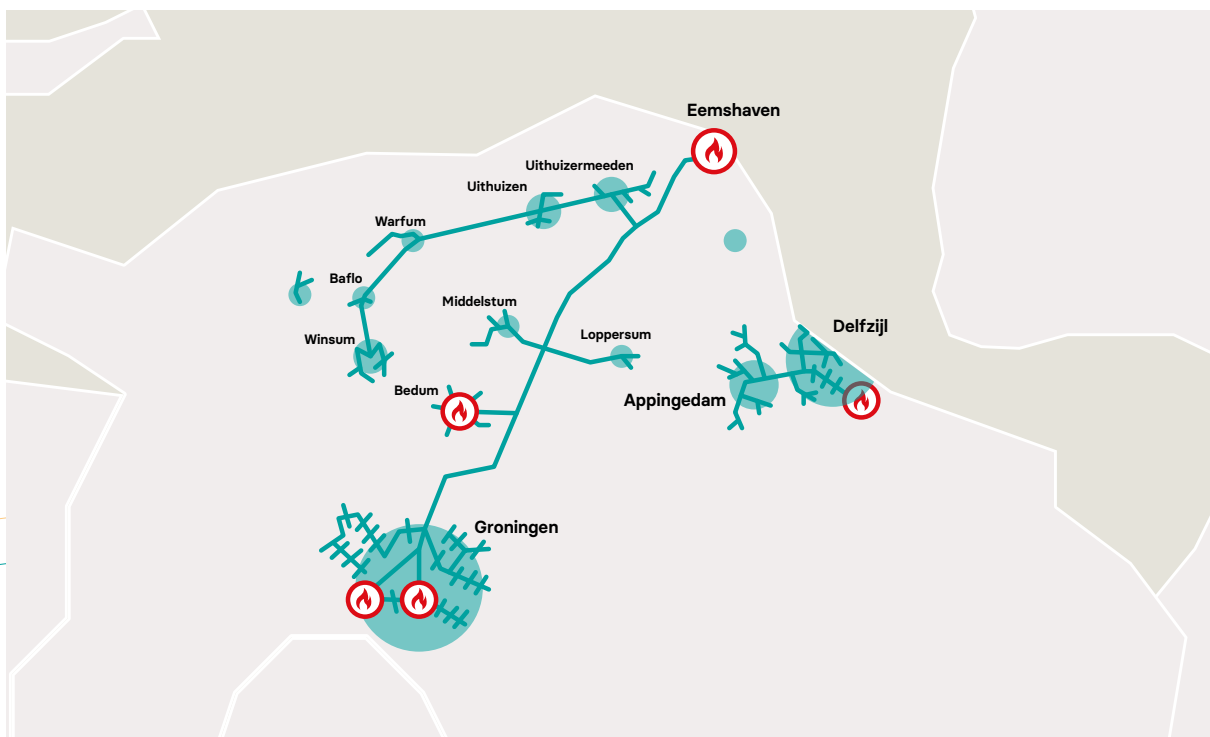 Eemshaven
Uithuizermeeden
Uithuizen
Warfum
Baflo
Middelstum
Winsum
Loppersum
Delfzijl
Bedum
Appingedam
Groningen